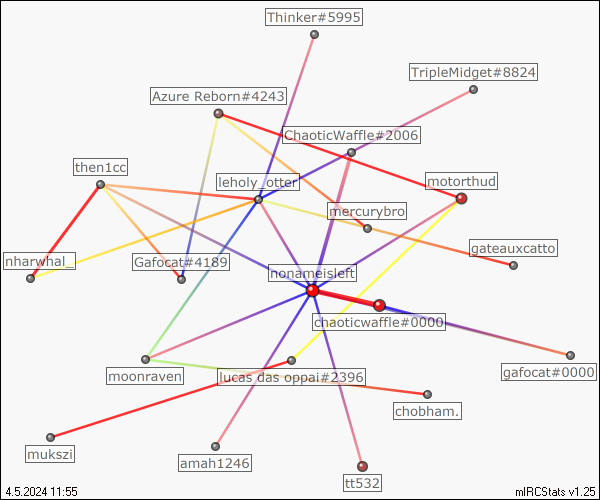 Thinker#5995
TripleMidget#8824
Azure Reborn#4243
ChaoticWaffle#2006
then1cc
leholy_otter
motorthud
mercurybro
nharwhal_
Gafocat#4189
gateauxcatto
nonameisleft
chaoticwaffle#0000
moonraven
lucas das oppai#2396
gafocat#0000
chobham.
mukszi
amah1246
tt532
4.5.2024 11:55
mIRCStats v1.25